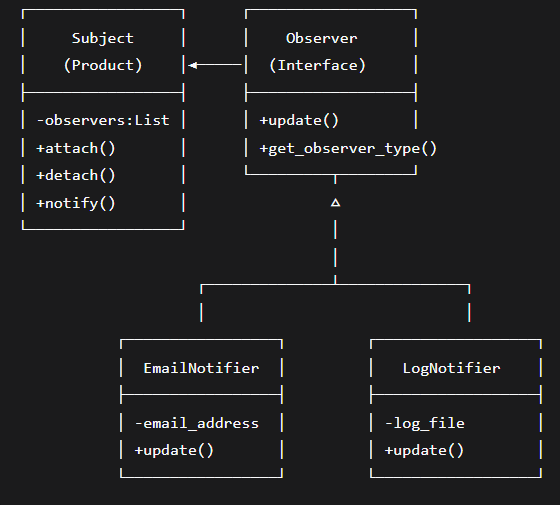 Subject
(Product)
-observers:List
+attach()
+detach()
+notify()
Observer
(Interface)
+update()
+get_observer_type()
EmailNotifier
-email_address
+update()
LogNotifier
-log_file
+update()